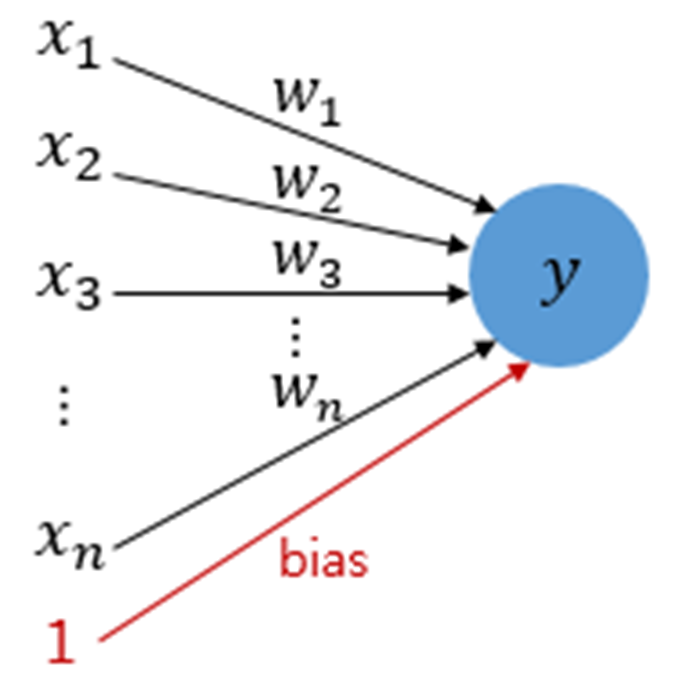 x₁
w₁
x₂
w₂
x₃
w₃
y
⋮
wₙ
⋮
xₙ
bias
1